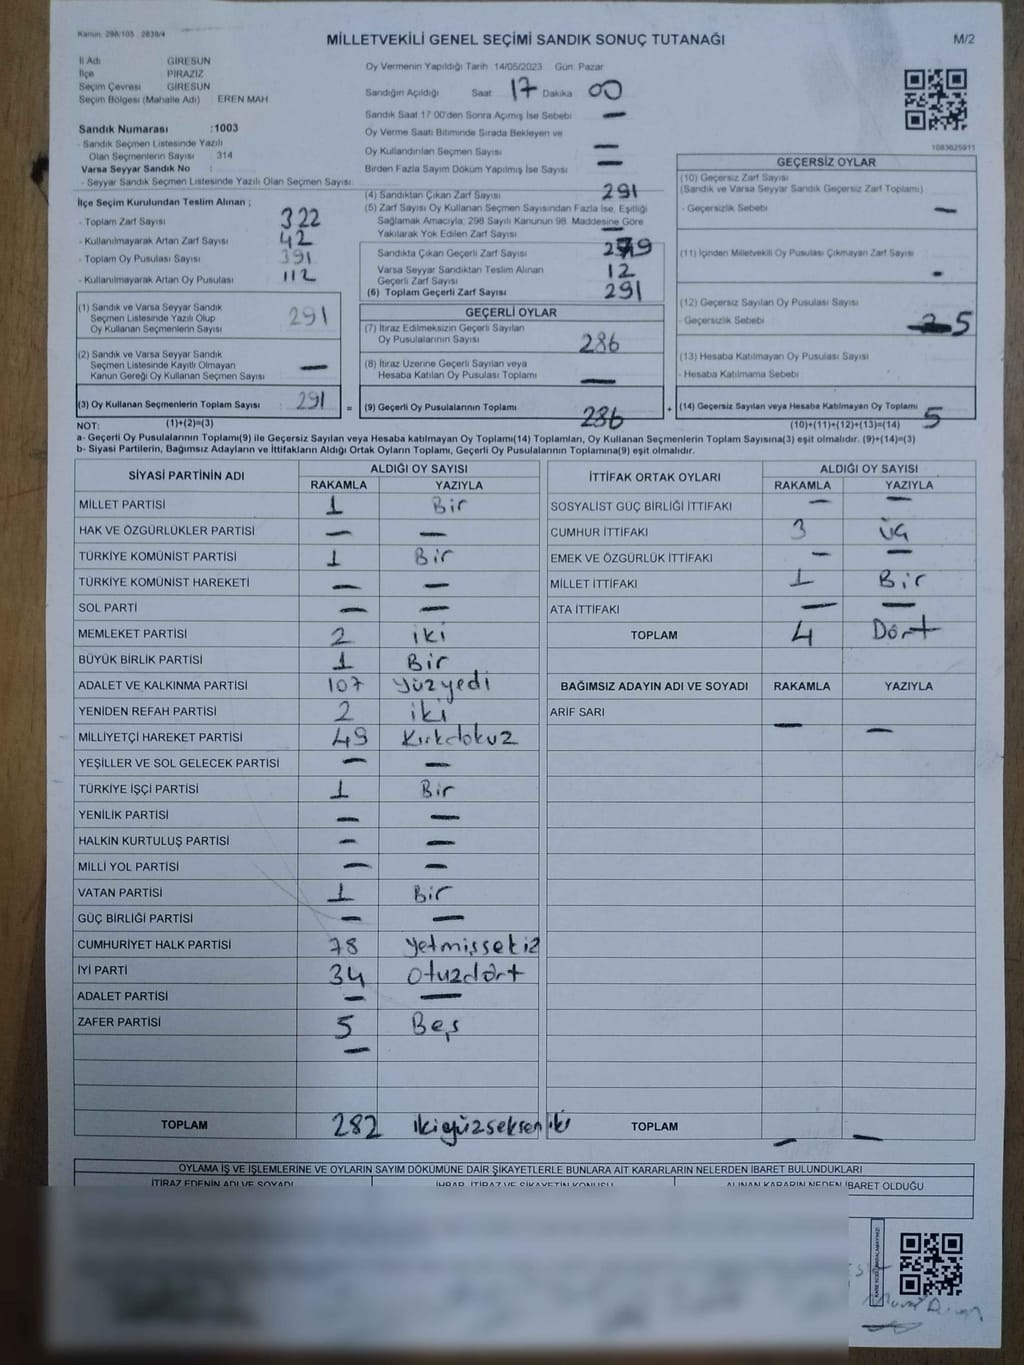 Kanun: 298/105 , 2839/4
MİLLETVEKİLİ GENEL SEÇİMİ SANDIK SONUÇ TUTANAĞI
M/2
İl Adı GİRESUN
İlçe PİRAZİZ
Seçim Çevresi GİRESUN
Seçim Bölgesi (Mahalle Adı) EREN MAH
Sandık Numarası :1003
- Sandık Seçmen Listesinde Yazılı
Olan Seçmenlerin Sayısı 314
Varsa Seyyar Sandık No
- Seyyar Sandık Seçmen Listesinde Yazılı Olan Seçmen Sayısı:
İlçe Seçim Kurulundan Teslim Alınan ;
- Toplam Zarf Sayısı 322
- Kullanılmayarak Artan Zarf Sayısı 42
- Toplam Oy Pusulası Sayısı 391
- Kullanılmayarak Artan Oy Pusulası 112
(1) Sandık ve Varsa Seyyar Sandık
Seçmen Listesinde Yazılı Olup
Oy Kullanan Seçmenlerin Sayısı 291
(2) Sandık ve Varsa Seyyar Sandık
Seçmen Listesinde Kayıtlı Olmayan
Kanun Gereği Oy Kullanan Seçmen Sayısı —
(3) Oy Kullanan Seçmenlerin Toplam Sayısı 291 =
Oy Vermenin Yapıldığı Tarih 14/05/2023 Gün: Pazar
Sandığın Açıldığı Saat 17 Dakika 00
Sandık Saat 17.00'den Sonra Açımış İse Sebebi —
Oy Verme Saati Bitiminde Sırada Bekleyen ve
Oy Kullandırılan Seçmen Sayısı —
Birden Fazla Sayım Döküm Yapılmış İse Sayısı —
(4) Sandıktan Çıkan Zarf Sayısı 291
(5) Zarf Sayısı Oy Kullanan Seçmen Sayısından Fazla İse, Eşitliği
Sağlamak Amacıyla; 298 Sayılı Kanunun 98. Maddesine Göre
Yakılarak Yok Edilen Zarf Sayısı —
Sandıkta Çıkan Geçerli Zarf Sayısı 279
Varsa Seyyar Sandıktan Teslim Alınan
Geçerli Zarf Sayısı 12
(6) Toplam Geçerli Zarf Sayısı 291
GEÇERLİ OYLAR
(7) İtiraz Edilmeksizin Geçerli Sayılan
Oy Pusulalarının Sayısı 286
(8) İtiraz Üzerine Geçerli Sayılan veya
Hesaba Katılan Oy Pusulası Toplamı —
(9) Geçerli Oy Pusulalarının Toplamı 286 +
1083625911
GEÇERSİZ OYLAR
(10) Geçersiz Zarf Sayısı
(Sandık ve Varsa Seyyar Sandık Geçersiz Zarf Toplamı)
- Geçersizlik Sebebi —
(11) İçinden Milletvekili Oy Pusulası Çıkmayan Zarf Sayısı
-
(12) Geçersiz Sayılan Oy Pusulası Sayısı
- Geçersizlik Sebebi 5
(13) Hesaba Katılmayan Oy Pusulası Sayısı
- Hesaba Katılmama Sebebi
(14) Geçersiz Sayılan veya Hesaba Katılmayan Oy Pusulası Toplamı 5
NOT: (1)+(2)=(3) (10)+(11)+(12)+(13)=(14)
a- Geçerli Oy Pusulalarının Toplamı(9) ile Geçersiz Sayılan veya Hesaba katılmayan Oy Toplamı(14) Toplamları, Oy Kullanan Seçmenlerin Toplam Sayısına(3) eşit olmalıdır. (9)+(14)=(3)
b- Siyasi Partilerin, Bağımsız Adayların ve İttifakların Aldığı Ortak Oyların Toplamı, Geçerli Oy Pusulalarının Toplamına(9) eşit olmalıdır.
SİYASİ PARTİNİN ADI ALDIĞI OY SAYISI
RAKAMLA YAZIYLA
MİLLET PARTİSİ 1 Bir
HAK VE ÖZGÜRLÜKLER PARTİSİ — —
TÜRKİYE KOMÜNİST PARTİSİ 1 Bir
TÜRKİYE KOMÜNİST HAREKETİ — —
SOL PARTİ — —
MEMLEKET PARTİSİ 2 iki
BÜYÜK BİRLİK PARTİSİ 1 Bir
ADALET VE KALKINMA PARTİSİ 107 Yüzyedi
YENİDEN REFAH PARTİSİ 2 iki
MİLLİYETÇİ HAREKET PARTİSİ 49 Kırkdokuz
YEŞİLLER VE SOL GELECEK PARTİSİ — —
TÜRKİYE İŞÇİ PARTİSİ 1 Bir
YENİLİK PARTİSİ — —
HALKIN KURTULUŞ PARTİSİ — —
MİLLİ YOL PARTİSİ — —
VATAN PARTİSİ 1 Bir
GÜÇ BİRLİĞİ PARTİSİ — —
CUMHURİYET HALK PARTİSİ 78 Yetmişsekiz
İYİ PARTİ 34 Otuzdört
ADALET PARTİSİ — —
ZAFER PARTİSİ 5 Beş
—
TOPLAM 282 ikiyüzseksen iki
İTTİFAK ORTAK OYLARI ALDIĞI OY SAYISI
RAKAMLA YAZIYLA
SOSYALİST GÜÇ BİRLİĞİ İTTİFAKI — —
CUMHUR İTTİFAKI 3 üç
EMEK VE ÖZGÜRLÜK İTTİFAKI — —
MİLLET İTTİFAKI 1 Bir
ATA İTTİFAKI — —
TOPLAM 4 Dört
BAĞIMSIZ ADAYIN ADI VE SOYADI RAKAMLA YAZIYLA
ARİF SARI — —
TOPLAM — —
OYLAMA İŞ VE İŞLEMLERİNE VE OYLARIN SAYIM DÖKÜMÜNE DAİR ŞİKAYETLERLE BUNLARA AİT KARARLARIN NELERDEN İBARET BULUNDUKLARI
İTİRAZ EDENİN ADI VE SOYADI İHBAR, İTİRAZ VE ŞİKAYETİN KONUSU ALINAN KARARIN NEDEN İBARET OLDUĞU